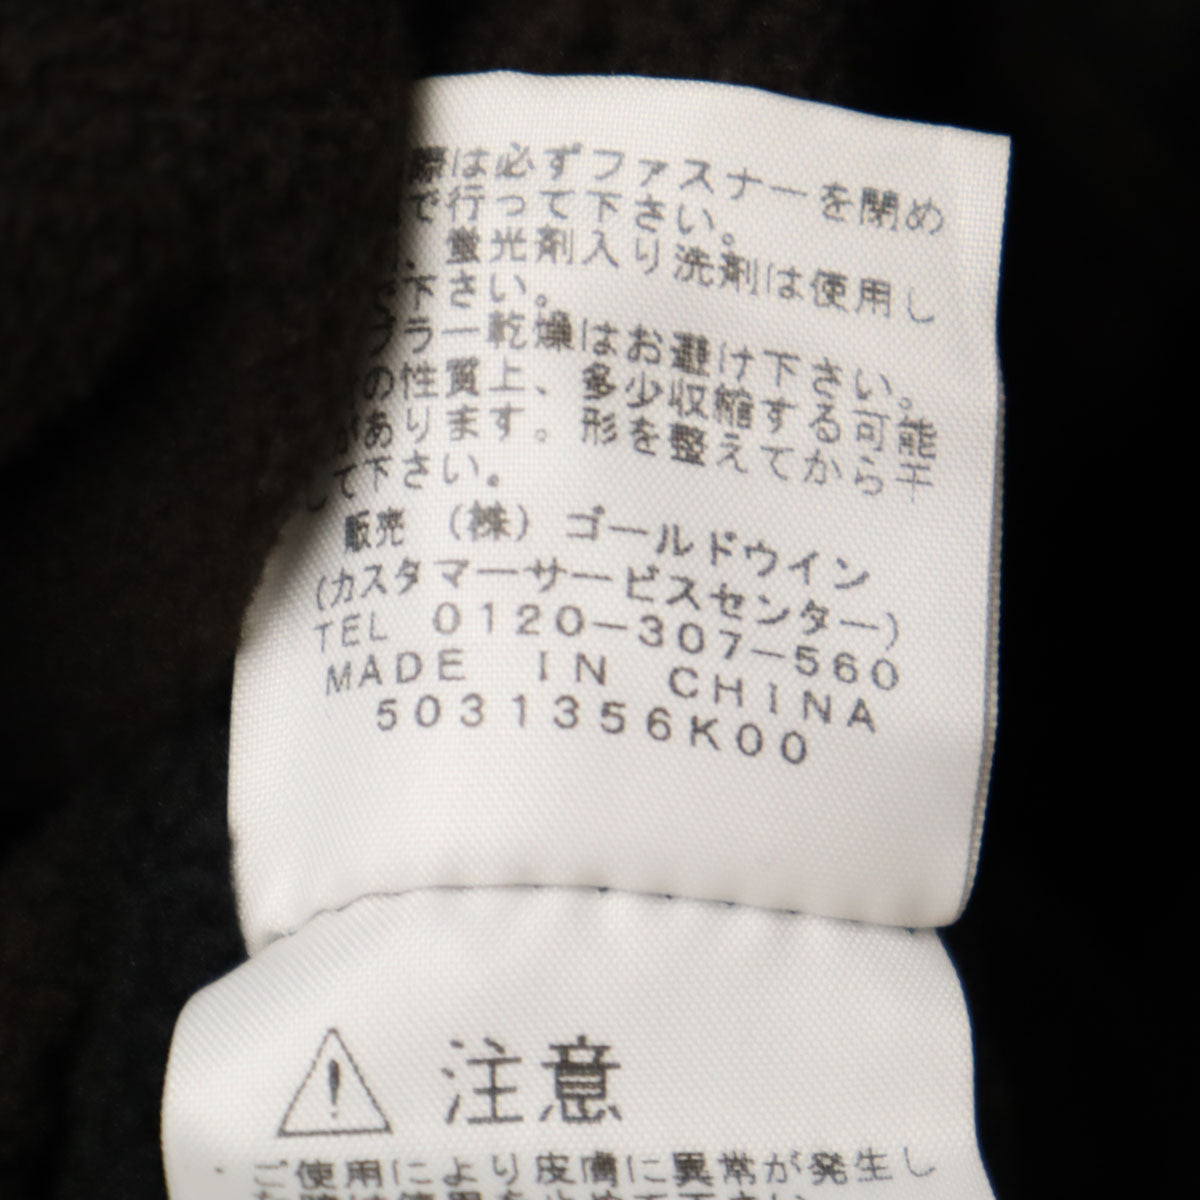 際は必ずファスナーを閉め
で行って下さい。
、蛍光剤入り洗剤は使用し
で下さい。
ブラー乾燥はお避け下さい。
の性質上、多少収縮する可能
があります。形を整えてから干
して下さい。
販売 (株) ゴールドウイン
(カスタマーサービスセンター)
TEL 0120-307-560
MADE IN CHINA
5031356K00
注意
・ご使用により皮膚に異常が発生し